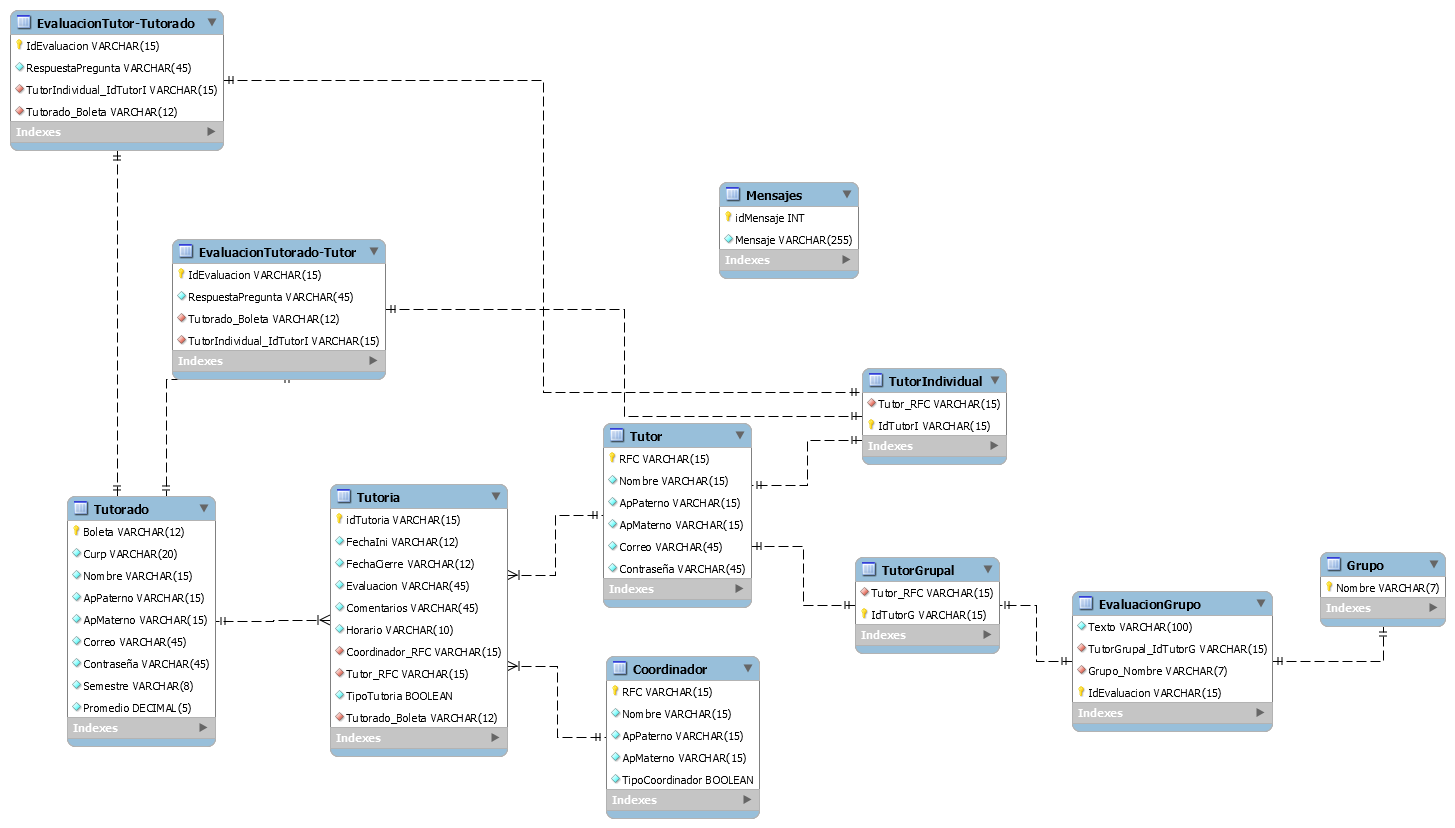 EvaluacionTutor-Tutorado
IdEvaluacion VARCHAR(15)
RespuestaPregunta VARCHAR(45)
TutorIndividual_IdTutorI VARCHAR(15)
Tutorado_Boleta VARCHAR(12)
Indexes
Mensajes
idMensaje INT
Mensaje VARCHAR(255)
Indexes
EvaluacionTutorado-Tutor
IdEvaluacion VARCHAR(15)
RespuestaPregunta VARCHAR(45)
Tutorado_Boleta VARCHAR(12)
TutorIndividual_IdTutorI VARCHAR(15)
Indexes
TutorIndividual
Tutor_RFC VARCHAR(15)
IdTutorI VARCHAR(15)
Indexes
Tutor
RFC VARCHAR(15)
Nombre VARCHAR(15)
ApPaterno VARCHAR(15)
ApMaterno VARCHAR(15)
Correo VARCHAR(45)
Contraseña VARCHAR(45)
Indexes
Tutorado
Boleta VARCHAR(12)
Curp VARCHAR(20)
Nombre VARCHAR(15)
ApPaterno VARCHAR(15)
ApMaterno VARCHAR(15)
Correo VARCHAR(45)
Contraseña VARCHAR(45)
Semestre VARCHAR(8)
Promedio DECIMAL(5)
Indexes
Tutoria
idTutoria VARCHAR(15)
FechaIni VARCHAR(12)
FechaCierre VARCHAR(12)
Evaluacion VARCHAR(45)
Comentarios VARCHAR(45)
Horario VARCHAR(10)
Coordinador_RFC VARCHAR(15)
Tutor_RFC VARCHAR(15)
TipoTutoria BOOLEAN
Tutorado_Boleta VARCHAR(12)
Indexes
TutorGrupal
Tutor_RFC VARCHAR(15)
IdTutorG VARCHAR(15)
Indexes
Grupo
Nombre VARCHAR(7)
Indexes
EvaluacionGrupo
Texto VARCHAR(100)
TutorGrupal_IdTutorG VARCHAR(15)
Grupo_Nombre VARCHAR(7)
IdEvaluacion VARCHAR(15)
Indexes
Coordinador
RFC VARCHAR(15)
Nombre VARCHAR(15)
ApPaterno VARCHAR(15)
ApMaterno VARCHAR(15)
TipoCoordinador BOOLEAN
Indexes